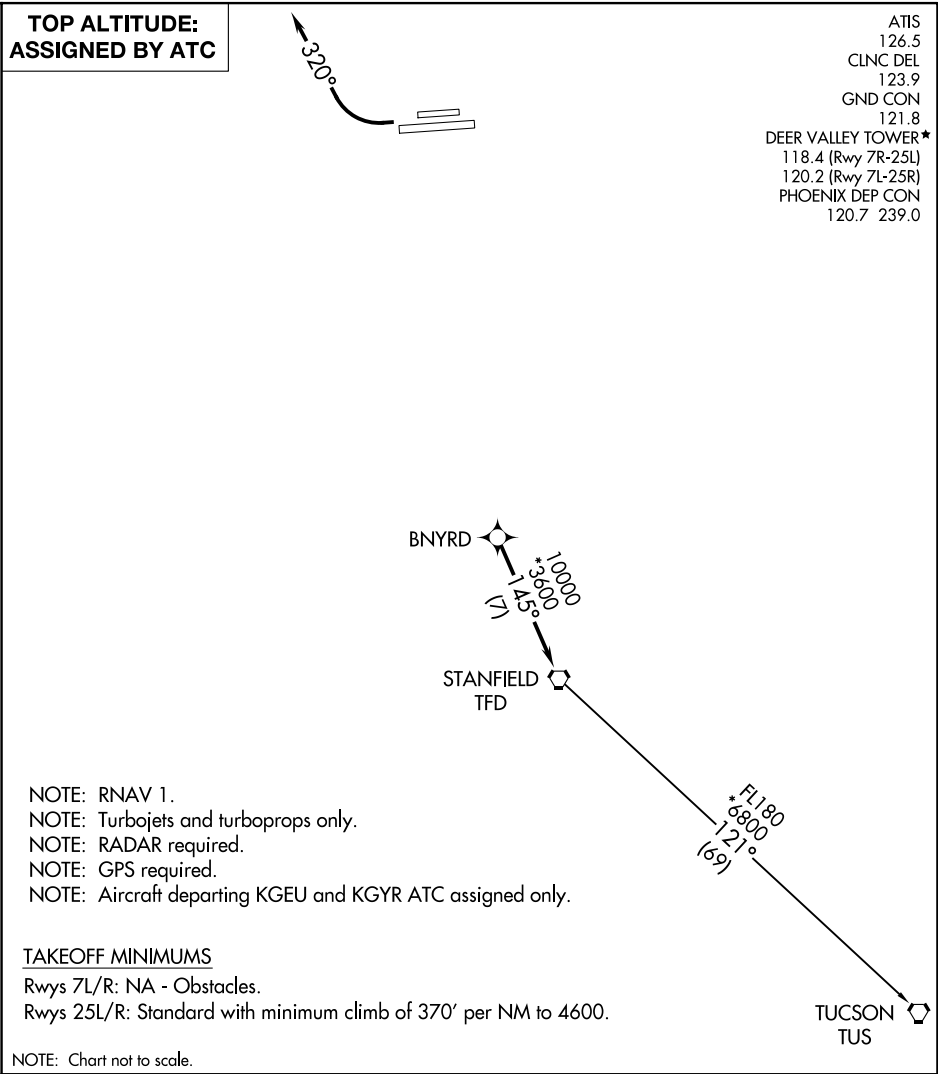 TOP ALTITUDE:
ASSIGNED BY ATC
320°
ATIS
126.5
CLNC DEL
123.9
GND CON
121.8
DEER VALLEY TOWER★
118.4 (Rwy 7R-25L)
120.2 (Rwy 7L-25R)
PHOENIX DEP CON
120.7 239.0
BNYRD
10000
*3600
145°
(7)
STANFIELD
TFD
FL180
*6800
121°
(69)
NOTE: RNAV 1.
NOTE: Turbojets and turboprops only.
NOTE: RADAR required.
NOTE: GPS required.
NOTE: Aircraft departing KGEU and KGYR ATC assigned only.
TAKEOFF MINIMUMS
Rwys 7L/R: NA - Obstacles.
Rwys 25L/R: Standard with minimum climb of 370' per NM to 4600.
TUCSON
TUS
NOTE: Chart not to scale.